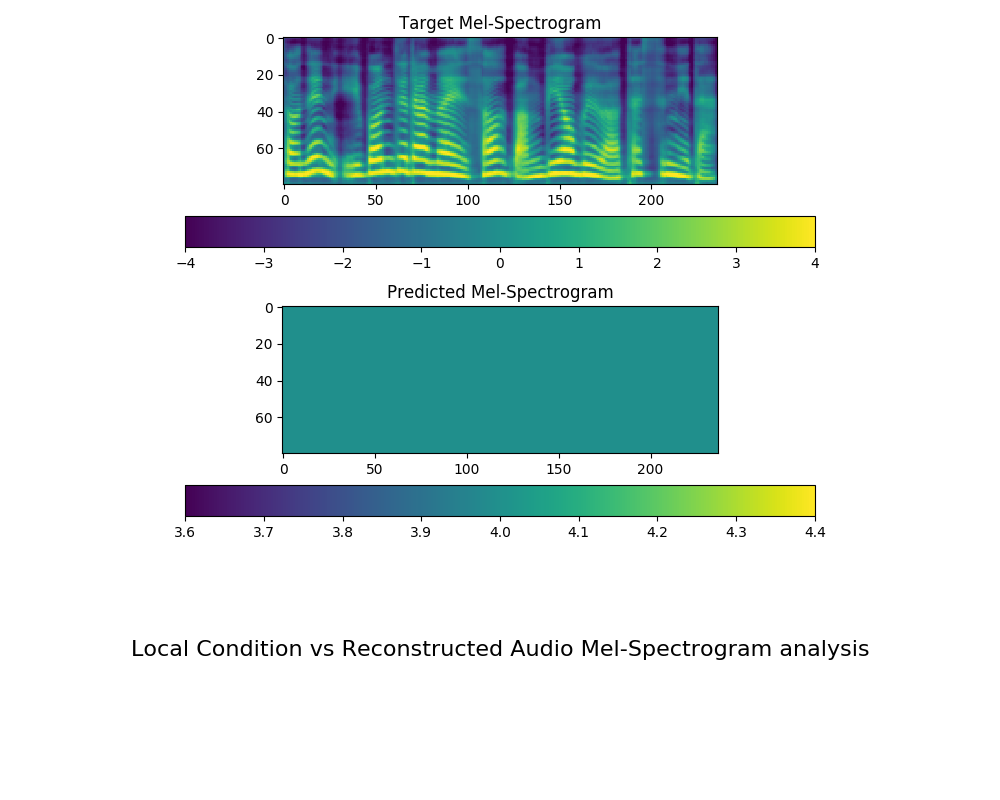 Target Mel-Spectrogram
0
20
40
60
0 50 100 150 200
−4 −3 −2 −1 0 1 2 3 4
Predicted Mel-Spectrogram
0
20
40
60
0 50 100 150 200
3.6 3.7 3.8 3.9 4.0 4.1 4.2 4.3 4.4
Local Condition vs Reconstructed Audio Mel-Spectrogram analysis